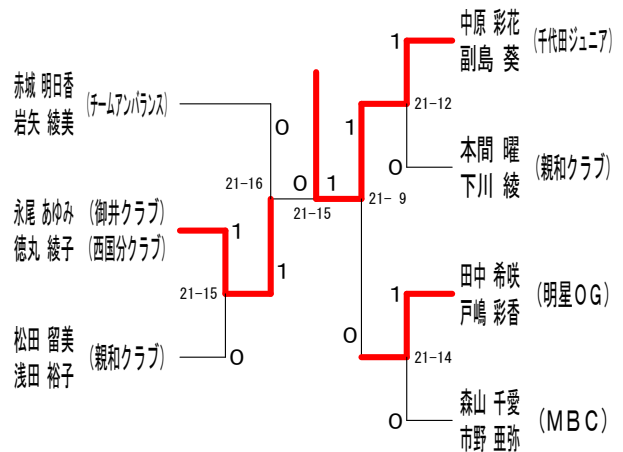 赤城 明日香
岩矢 綾美
(チームアンバランス)
0
21-16
永尾 あゆみ (御井クラブ)
徳丸 綾子 (西国分クラブ)
1
1
21-15
松田 留美
浅田 裕子
(親和クラブ)
0
0
1
21-15
中原 彩花
副島 葵
(千代田ジュニア)
1
21-12
1
本間 曜
下川 綾
(親和クラブ)
0
21- 9
田中 希咲
戸嶋 彩香
(明星OG)
1
0
21-14
森山 千愛
市野 亜弥
(MBC)
0